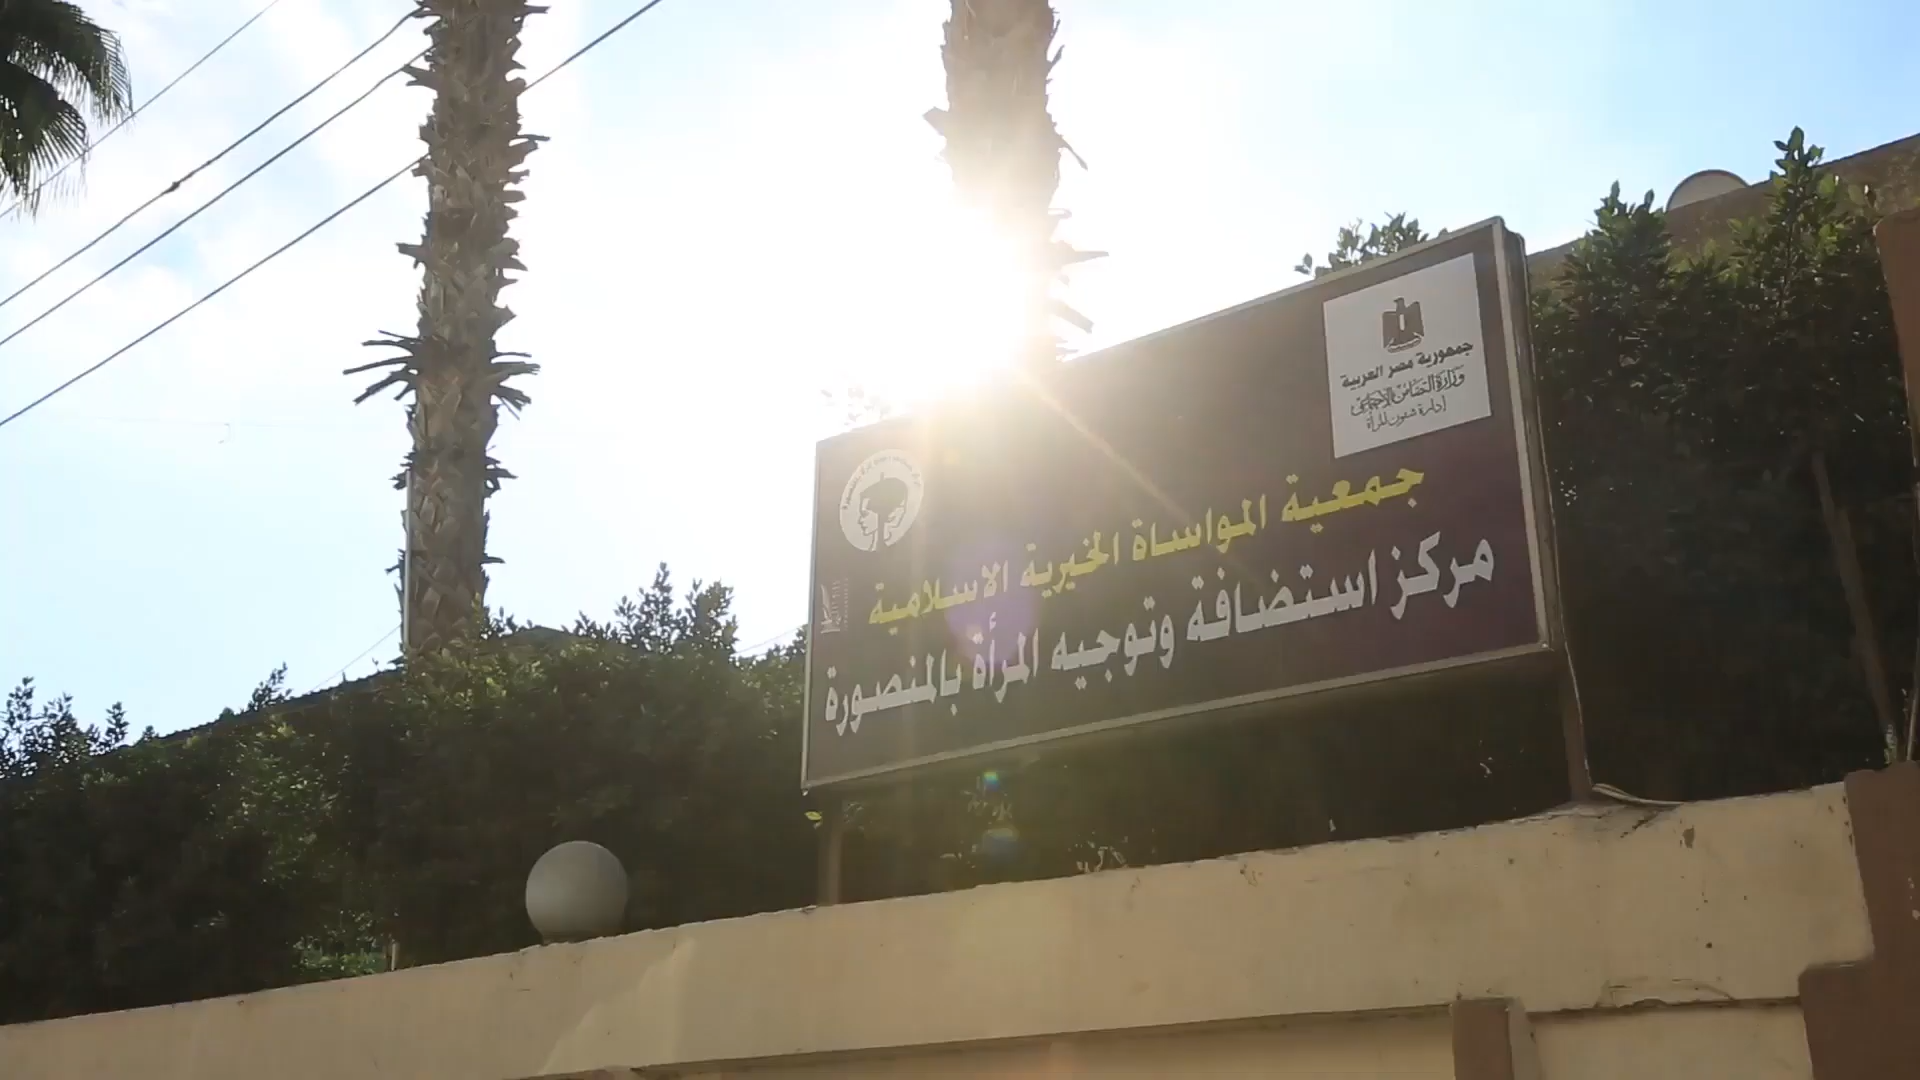 جمهورية مصر العربية
وزارة التضامن الاجتماعي
إدارة شئون المرأة
جمعية المواساة الخيرية الاسلامية
مركز استضافة وتوجيه المرأة بالمنصورة